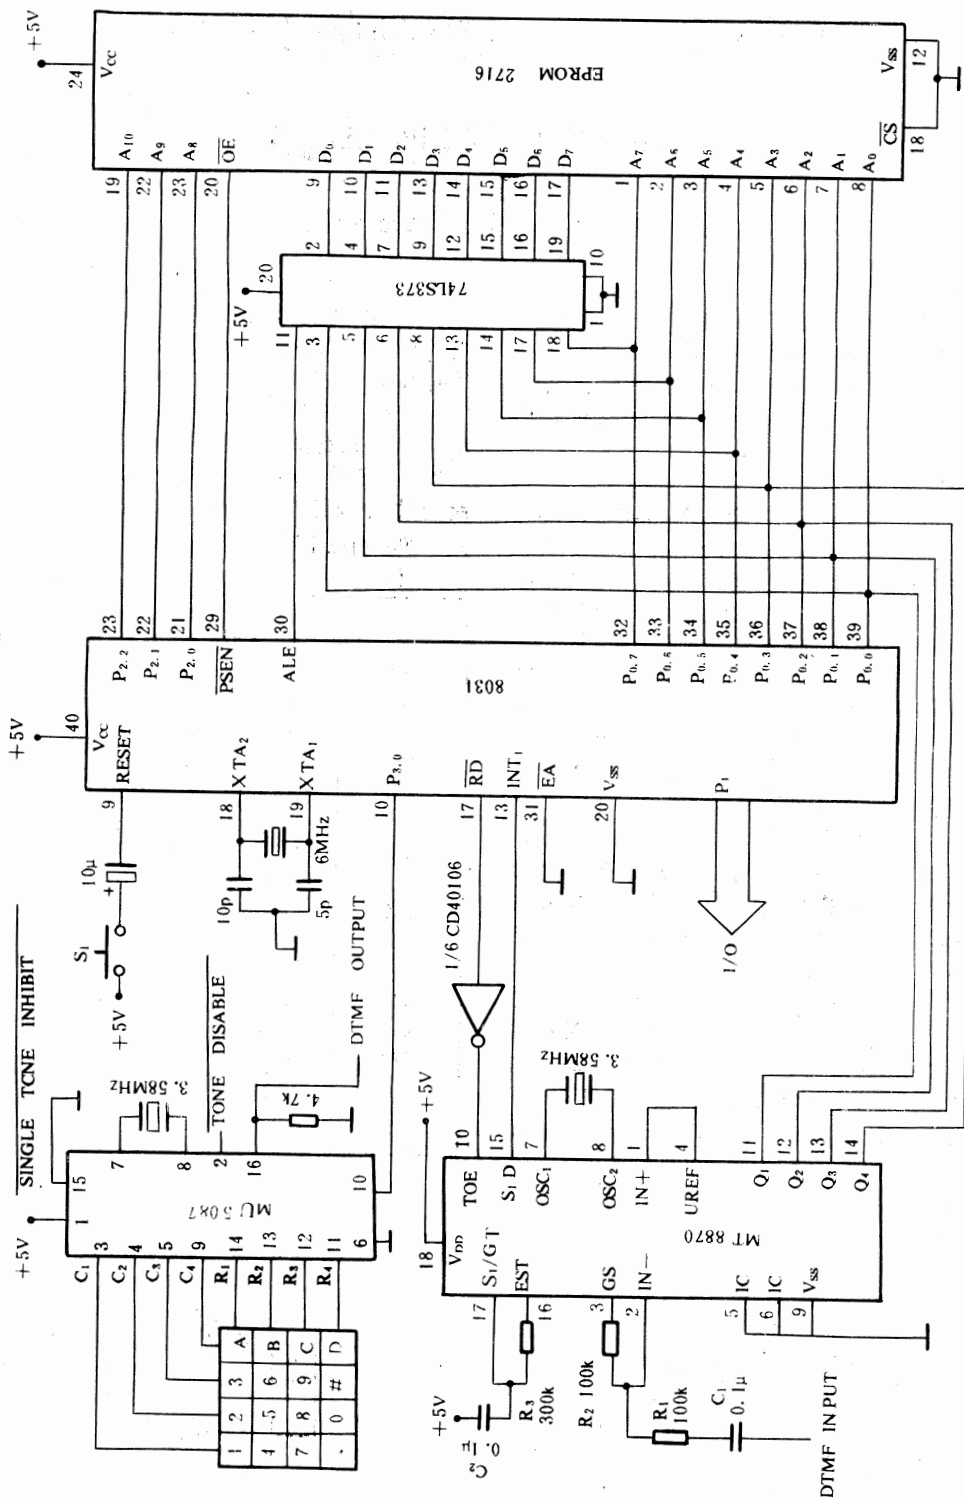 +5V
24
VCC
EPROM 2716
VSS
12
CS
18
19 A10
22 A9
23 A8
20 OE
9 D0
10 D1
11 D2
13 D3
14 D4
15 D5
16 D6
17 D7
1 A7
2 A6
3 A5
4 A4
5 A3
6 A2
7 A1
8 A0
+5V
20
74LS373
10
1
2
4
7
9
12
15
16
19
11
3
5
6
8
13
14
17
18
+5V
40
VCC
8031
23 P2.2
22 P2.1
21 P2.0
29 PSEN
30 ALE
32 P0.7
33 P0.6
34 P0.5
35 P0.4
36 P0.3
37 P0.2
38 P0.1
39 P0.0
RESET 9
XTA2 18
XTA1 19
P3.0 10
RD 17
INT1 13
EA 31
VSS 20
P1
I/O
10μ
+
S1
+5V
10p
5p
6MHz
1/6 CD40106
SINGLE TCNE INHIBIT
TONE DISABLE
DTMF OUTPUT
4.7k
3.58MHz
+5V
MU5087
15
1
7
8
2
16
10
6
3 C1
4 C2
5 C3
9 C4
14 R1
13 R2
12 R3
11 R4
1 2 3 A
4 5 6 B
7 8 9 C
· 0 # D
+5V
18
VDD
MT 8870
10 TOE
15 S1D
7 OSC1
8 OSC2
3.58MHz
1 IN+
4 UREF
11 Q1
12 Q2
13 Q3
14 Q4
17 S1/GT
16 EST
3 GS
2 IN-
5 IC
6 IC
9 VSS
+5V
C2
0.1μ
R3
300k
R2 100k
R1
100k
C1
0.1μ
DTMF INPUT